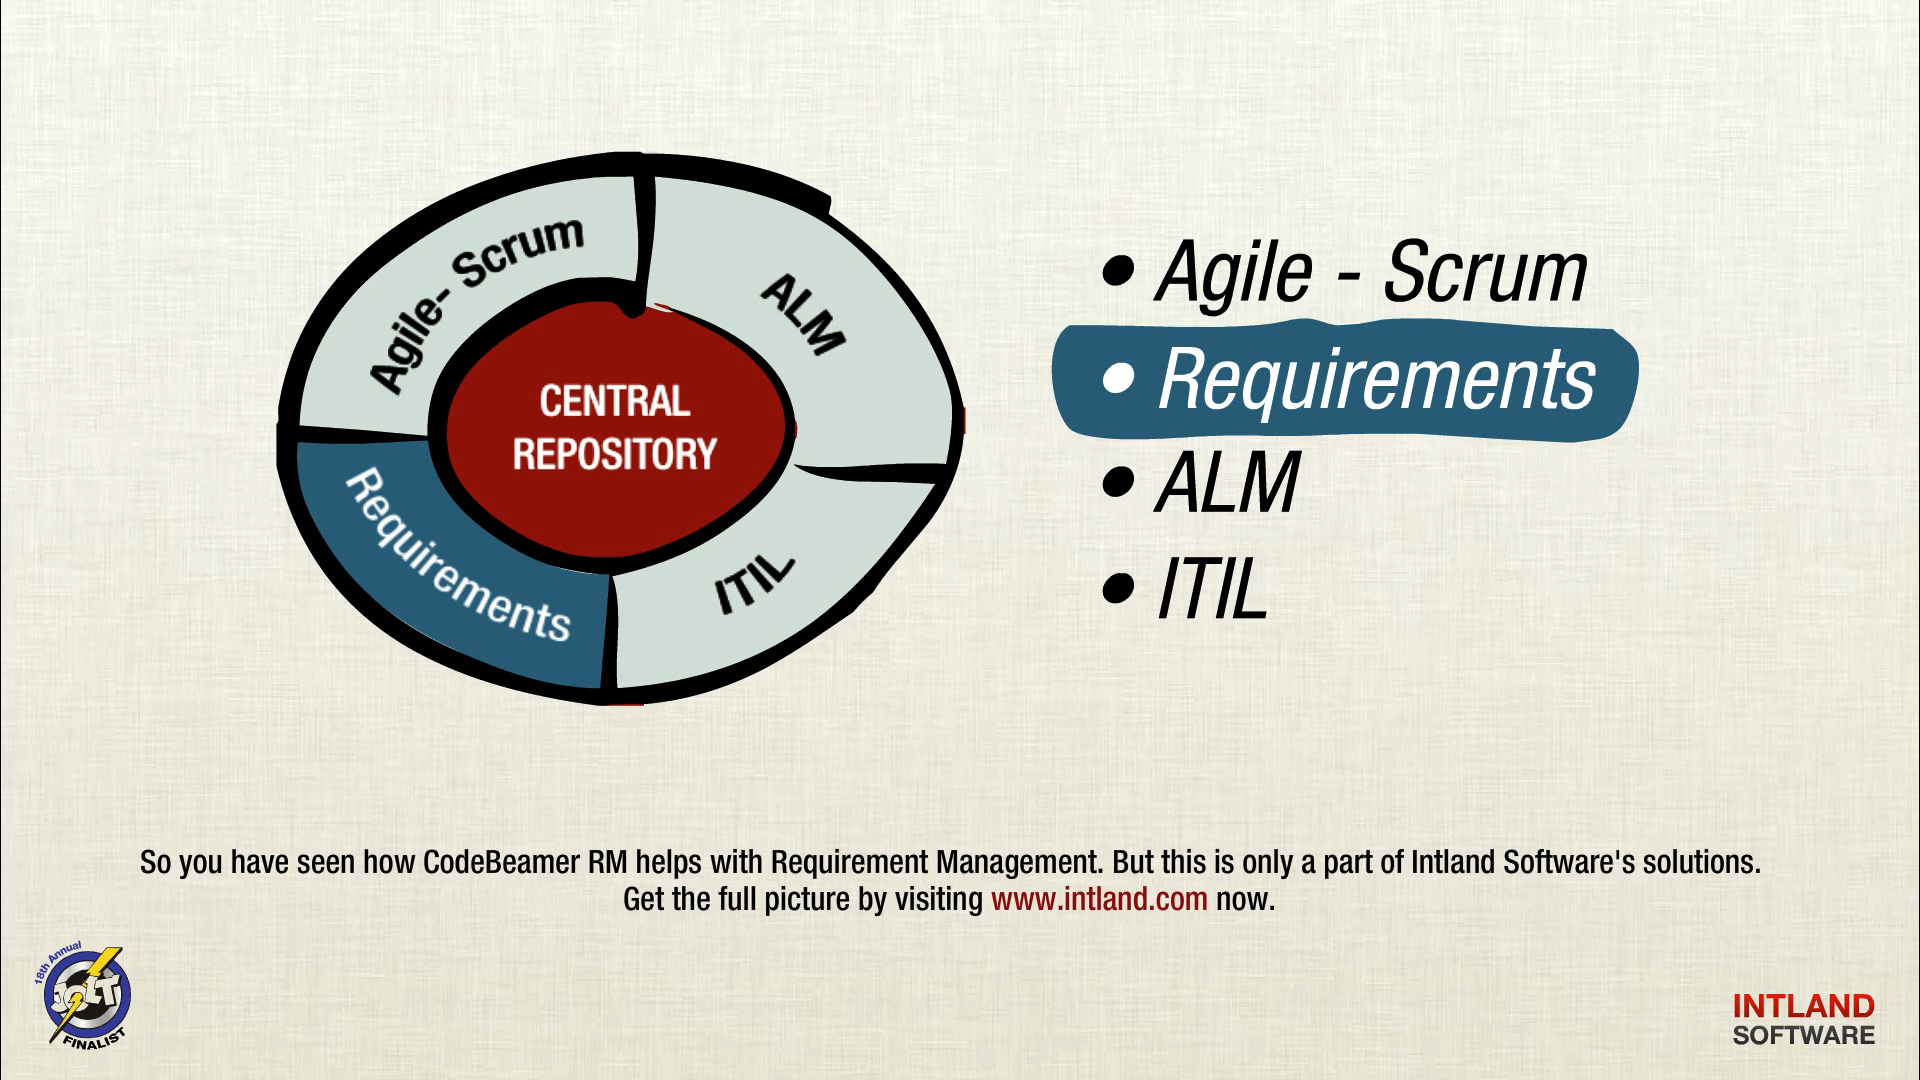 Agile- Scrum
ALM
CENTRAL
REPOSITORY
Requirements
ITIL
• Agile - Scrum
• Requirements
• ALM
• ITIL
So you have seen how CodeBeamer RM helps with Requirement Management. But this is only a part of Intland Software's solutions.
Get the full picture by visiting www.intland.com now.
18th Annual
JOLT
FINALIST
INTLAND
SOFTWARE